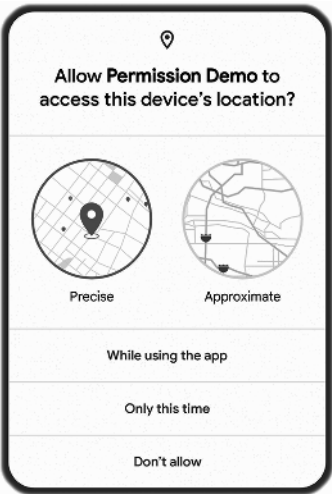 Allow Permission Demo to
access this device's location?
Precise
Approximate
While using the app
Only this time
Don't allow